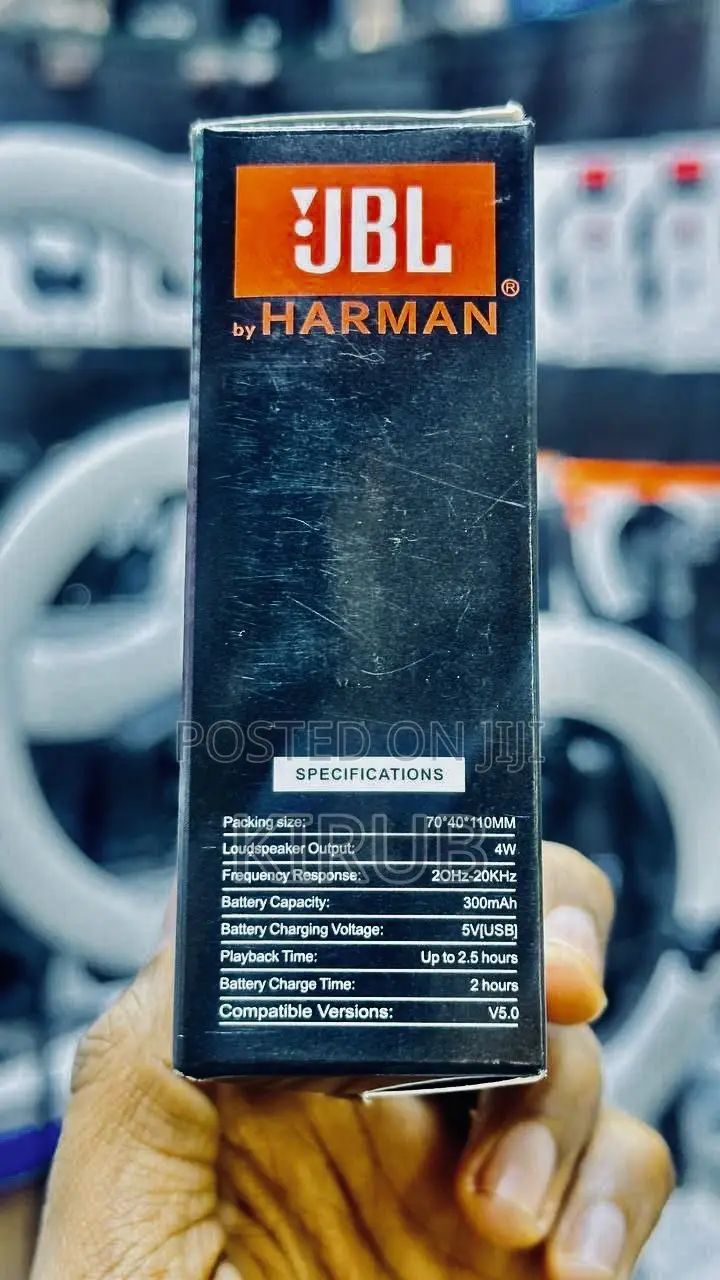 JBL
®
by HARMAN
POSTED ON JIJI
SPECIFICATIONS
KIRUB
Packing size: 70*40*110MM
Loudspeaker Output: 4W
Frequency Response: 2OHz-20KHz
Battery Capacity: 300mAh
Battery Charging Voltage: 5V[USB]
Playback Time: Up to 2.5 hours
Battery Charge Time: 2 hours
Compatible Versions: V5.0